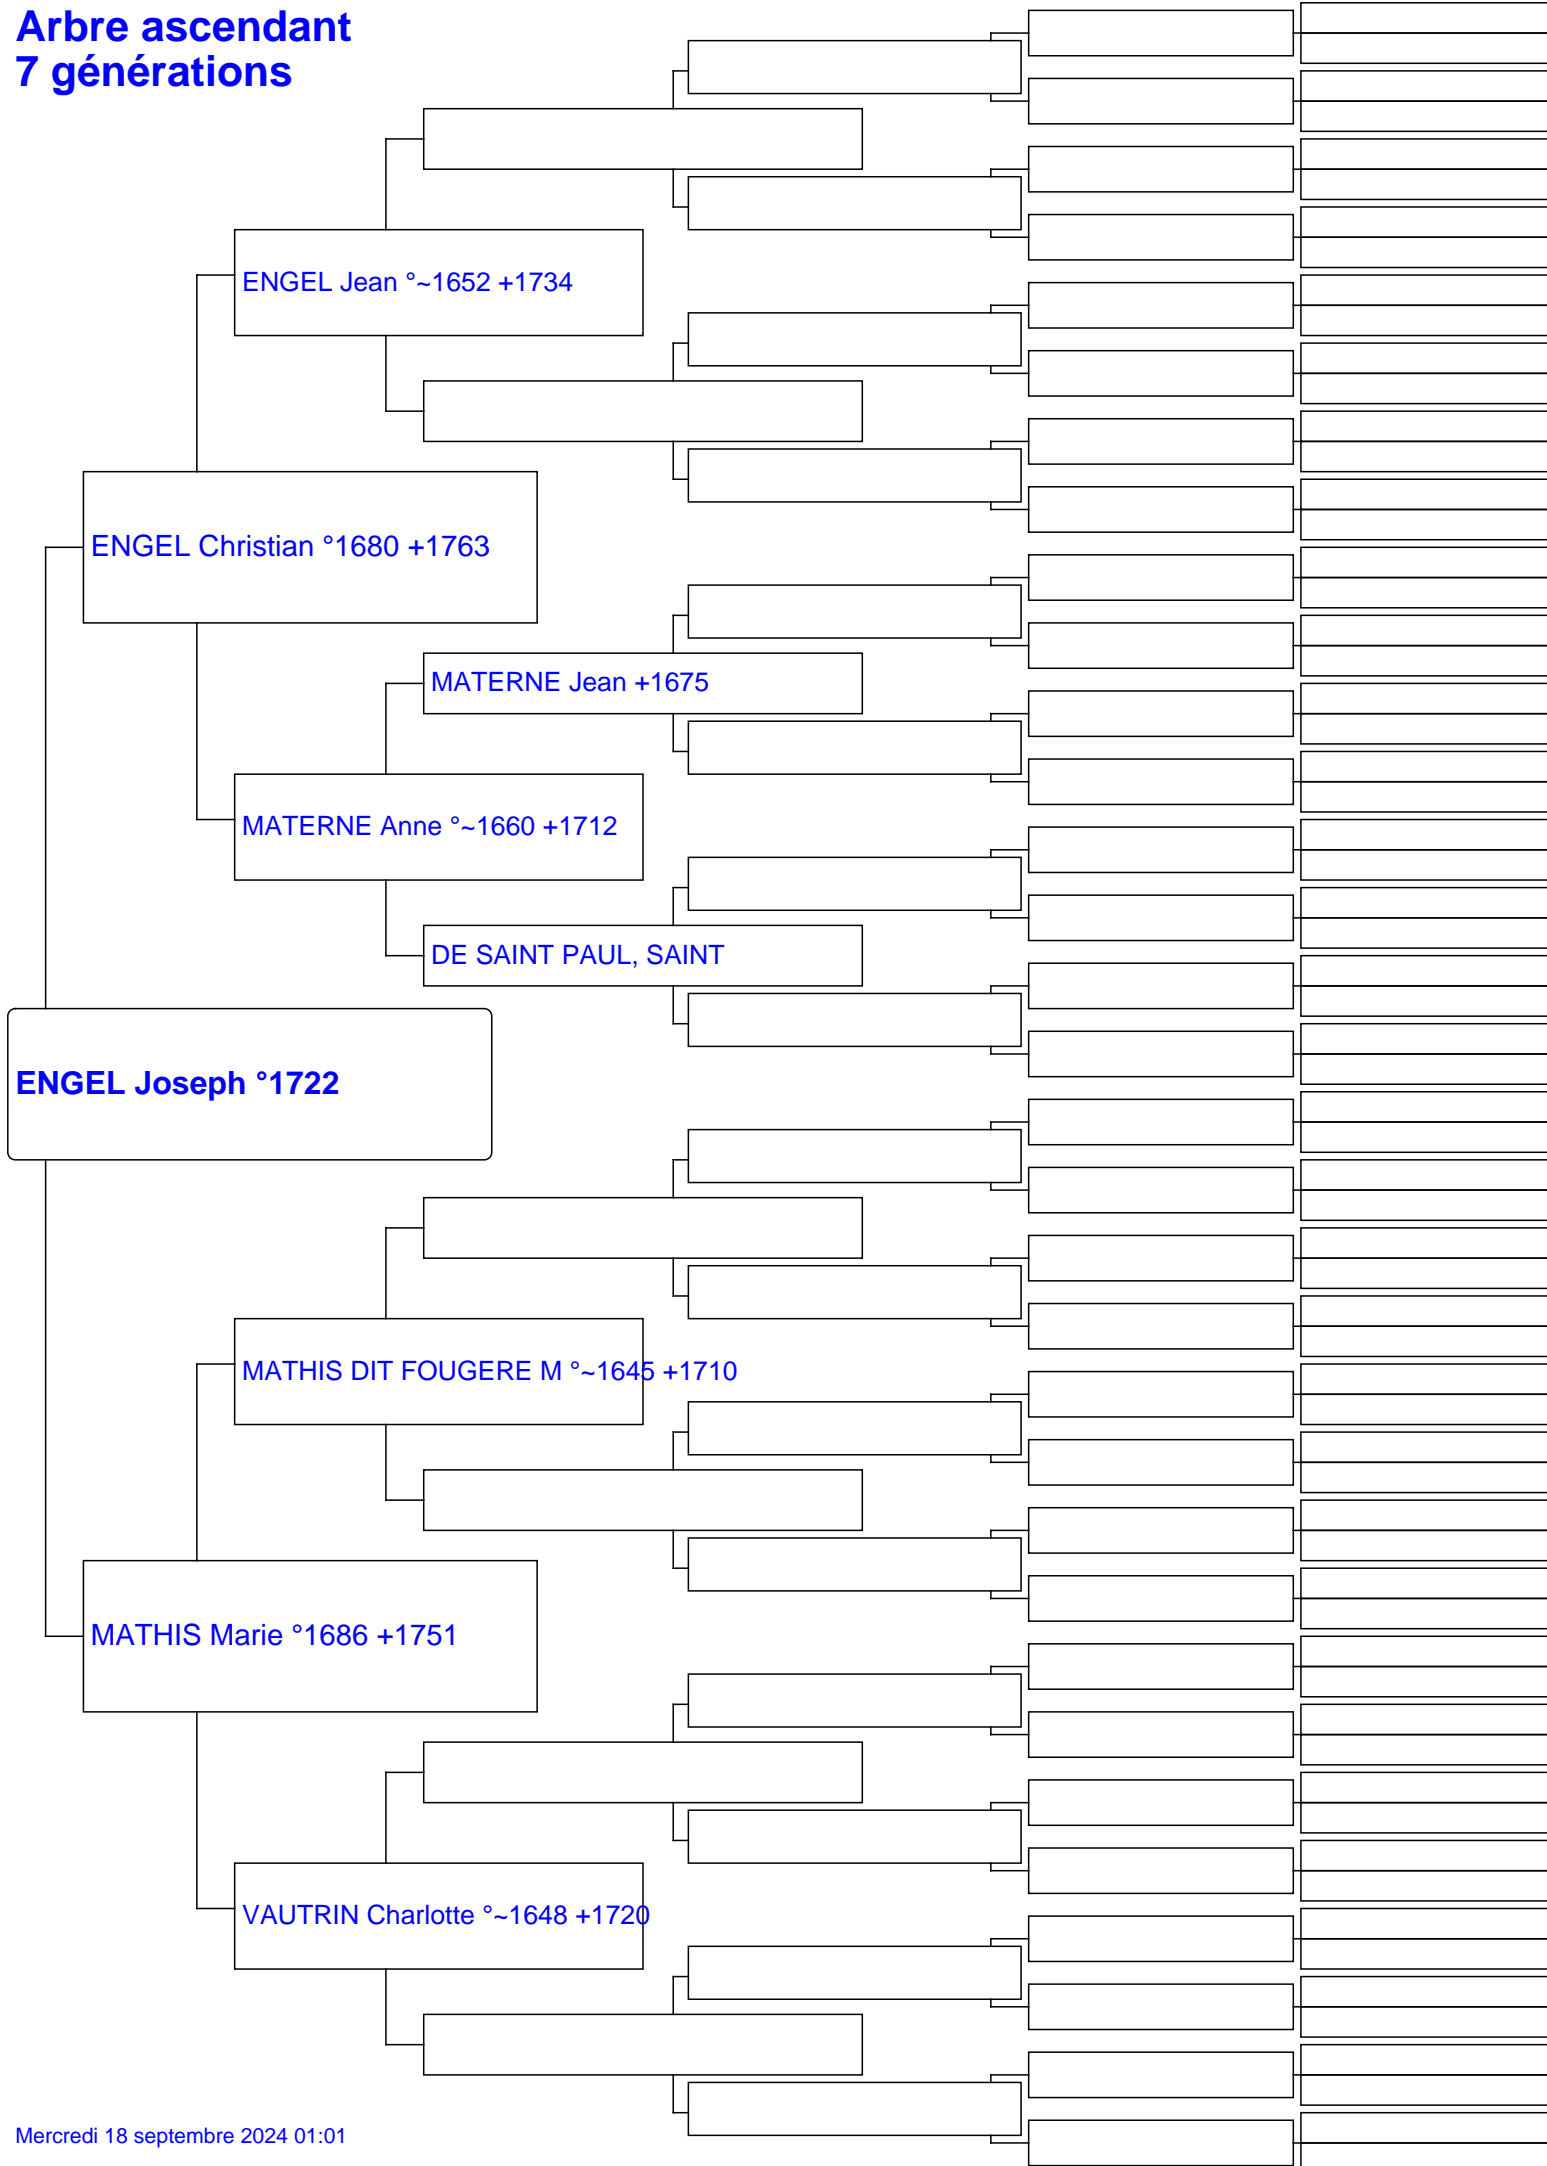 Arbre ascendant
7 générations
ENGEL Jean °~1652 +1734
ENGEL Christian °1680 +1763
MATERNE Jean +1675
MATERNE Anne °~1660 +1712
DE SAINT PAUL, SAINT
ENGEL Joseph °1722
MATHIS DIT FOUGERE M °~1645 +1710
MATHIS Marie °1686 +1751
VAUTRIN Charlotte °~1648 +1720
Mercredi 18 septembre 2024 01:01